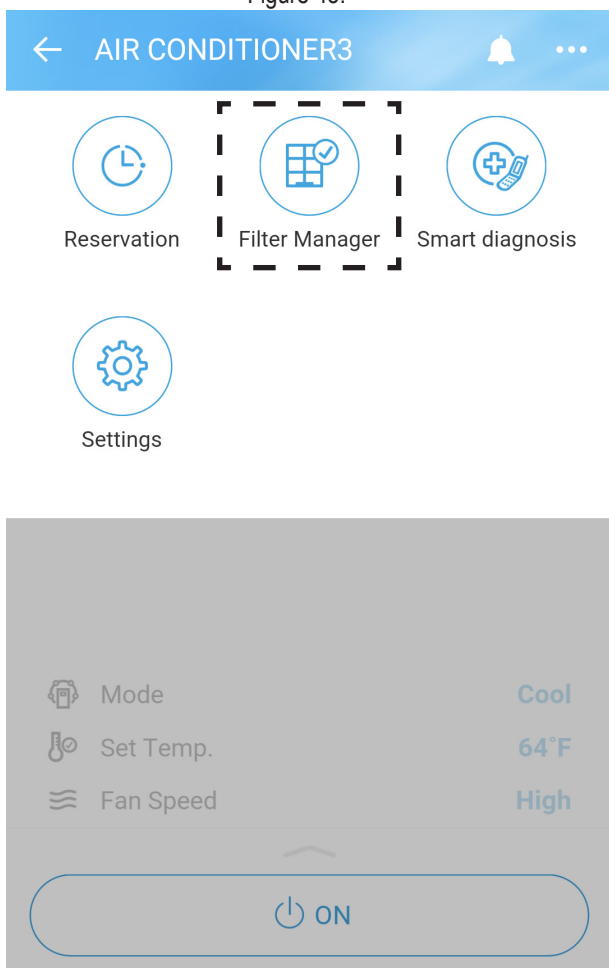 AIR CONDITIONER3
Reservation
Filter Manager
Smart diagnosis
Settings
Mode
Cool
Set Temp.
64°F
Fan Speed
High
ON